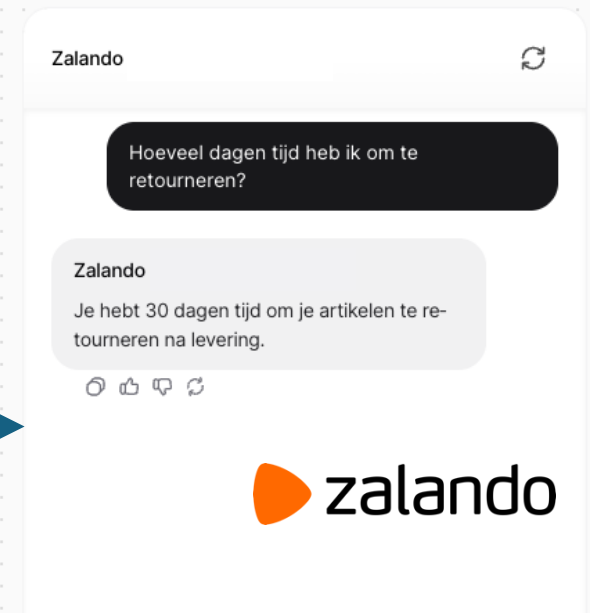 Zalando
Hoeveel dagen tijd heb ik om te
retourneren?
Zalando
Je hebt 30 dagen tijd om je artikelen te re-
tourneren na levering.
zalando